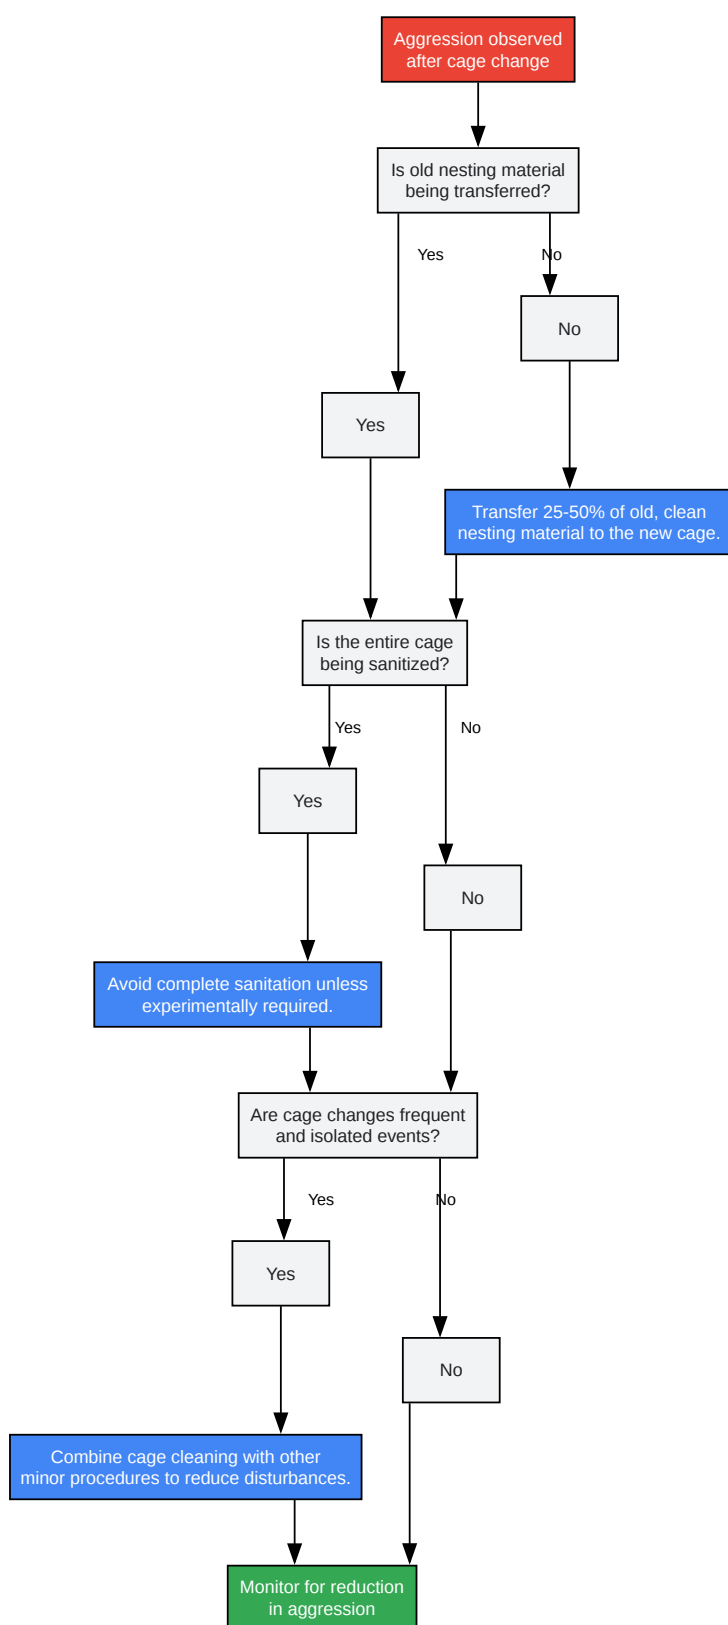 Aggression observed
after cage change
Is old nesting material
being transferred?
Yes
No
No
Yes
Transfer 25-50% of old, clean
nesting material to the new cage.
Is the entire cage
being sanitized?
Yes
No
Yes
No
Avoid complete sanitation unless
experimentally required.
Are cage changes frequent
and isolated events?
Yes
No
Yes
No
Combine cage cleaning with other
minor procedures to reduce disturbances.
Monitor for reduction
in aggression